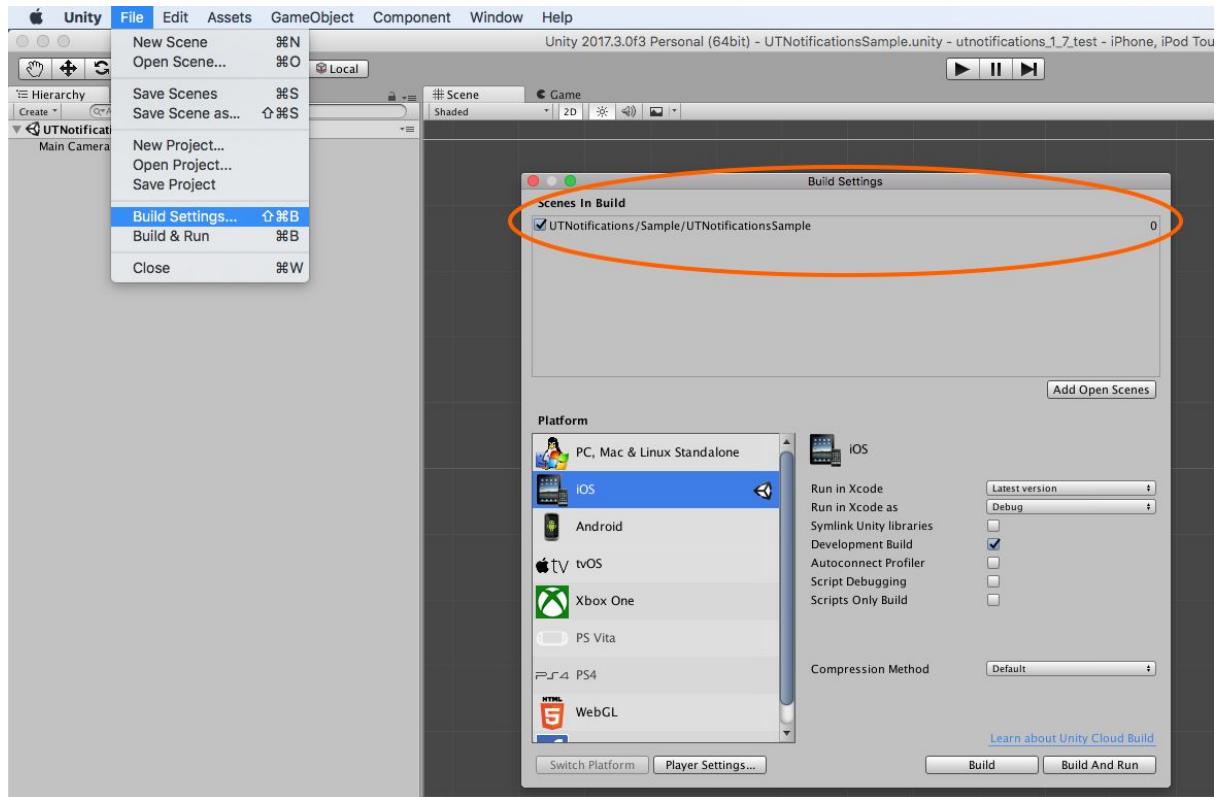 Unity File Edit Assets GameObject Component Window Help
Unity 2017.3.0f3 Personal (64bit) - UTNotificationsSample.unity - utnotifications_1_7_test - iPhone, iPod Tou
New Scene ⌘N
Open Scene... ⌘O
Save Scenes ⌘S
Save Scene as... ⇧⌘S
New Project...
Open Project...
Save Project
Build Settings... ⇧⌘B
Build & Run ⌘B
Close ⌘W
Local
Hierarchy
Create
UTNotificati
Main Camera
Scene Game
Shaded 2D
Build Settings
Scenes In Build
UTNotifications/Sample/UTNotificationsSample 0
Add Open Scenes
Platform
PC, Mac & Linux Standalone
iOS
Android
tv tvOS
Xbox One
PS Vita
PS4 PS4
HTML 5 WebGL
iOS
Run in Xcode Latest version
Run in Xcode as Debug
Symlink Unity libraries
Development Build
Autoconnect Profiler
Script Debugging
Scripts Only Build
Compression Method Default
Learn about Unity Cloud Build
Switch Platform Player Settings... Build Build And Run